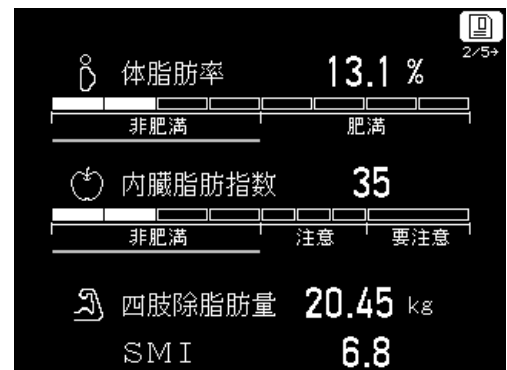 2/5→
体脂肪率 13.1 %
非肥満 肥満
内臓脂肪指数 35
非肥満 注意 要注意
四肢除脂肪量 20.45 kg
SMI 6.8